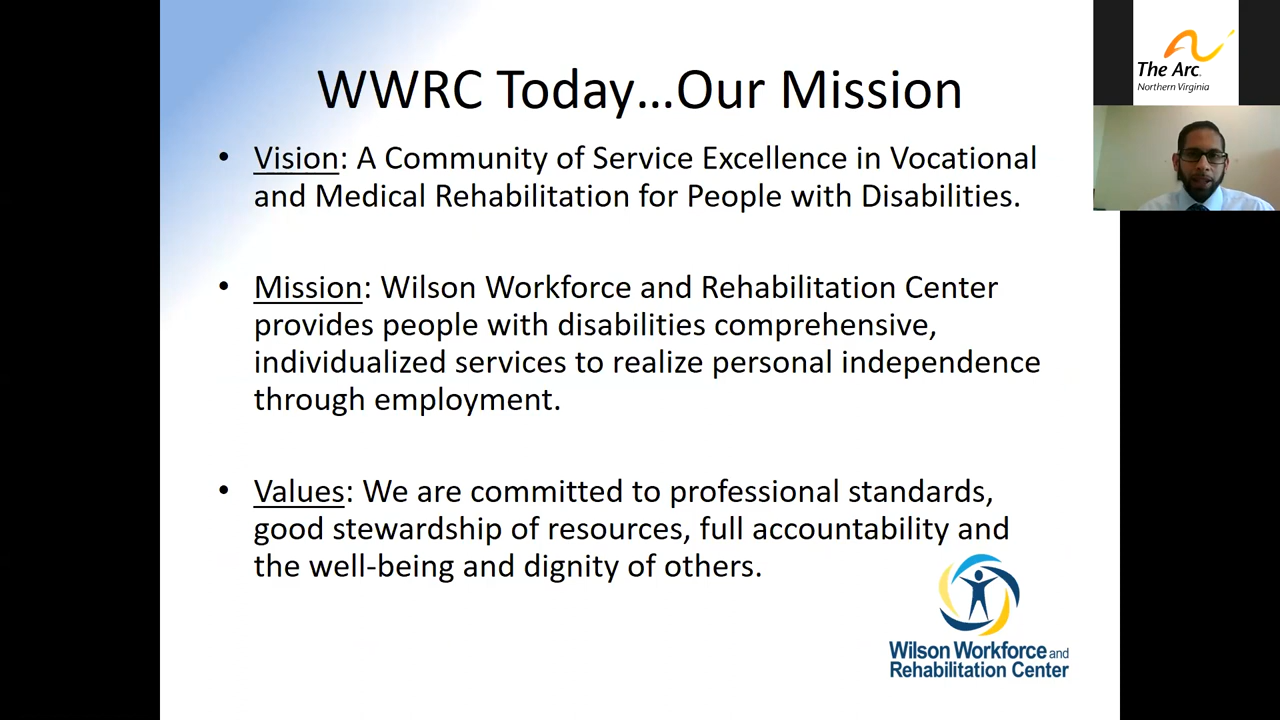 WWRC Today...Our Mission
• Vision: A Community of Service Excellence in Vocational
and Medical Rehabilitation for People with Disabilities.
• Mission: Wilson Workforce and Rehabilitation Center
provides people with disabilities comprehensive,
individualized services to realize personal independence
through employment.
• Values: We are committed to professional standards,
good stewardship of resources, full accountability and
the well-being and dignity of others.
Wilson Workforce and
Rehabilitation Center
The Arc.
Northern Virginia